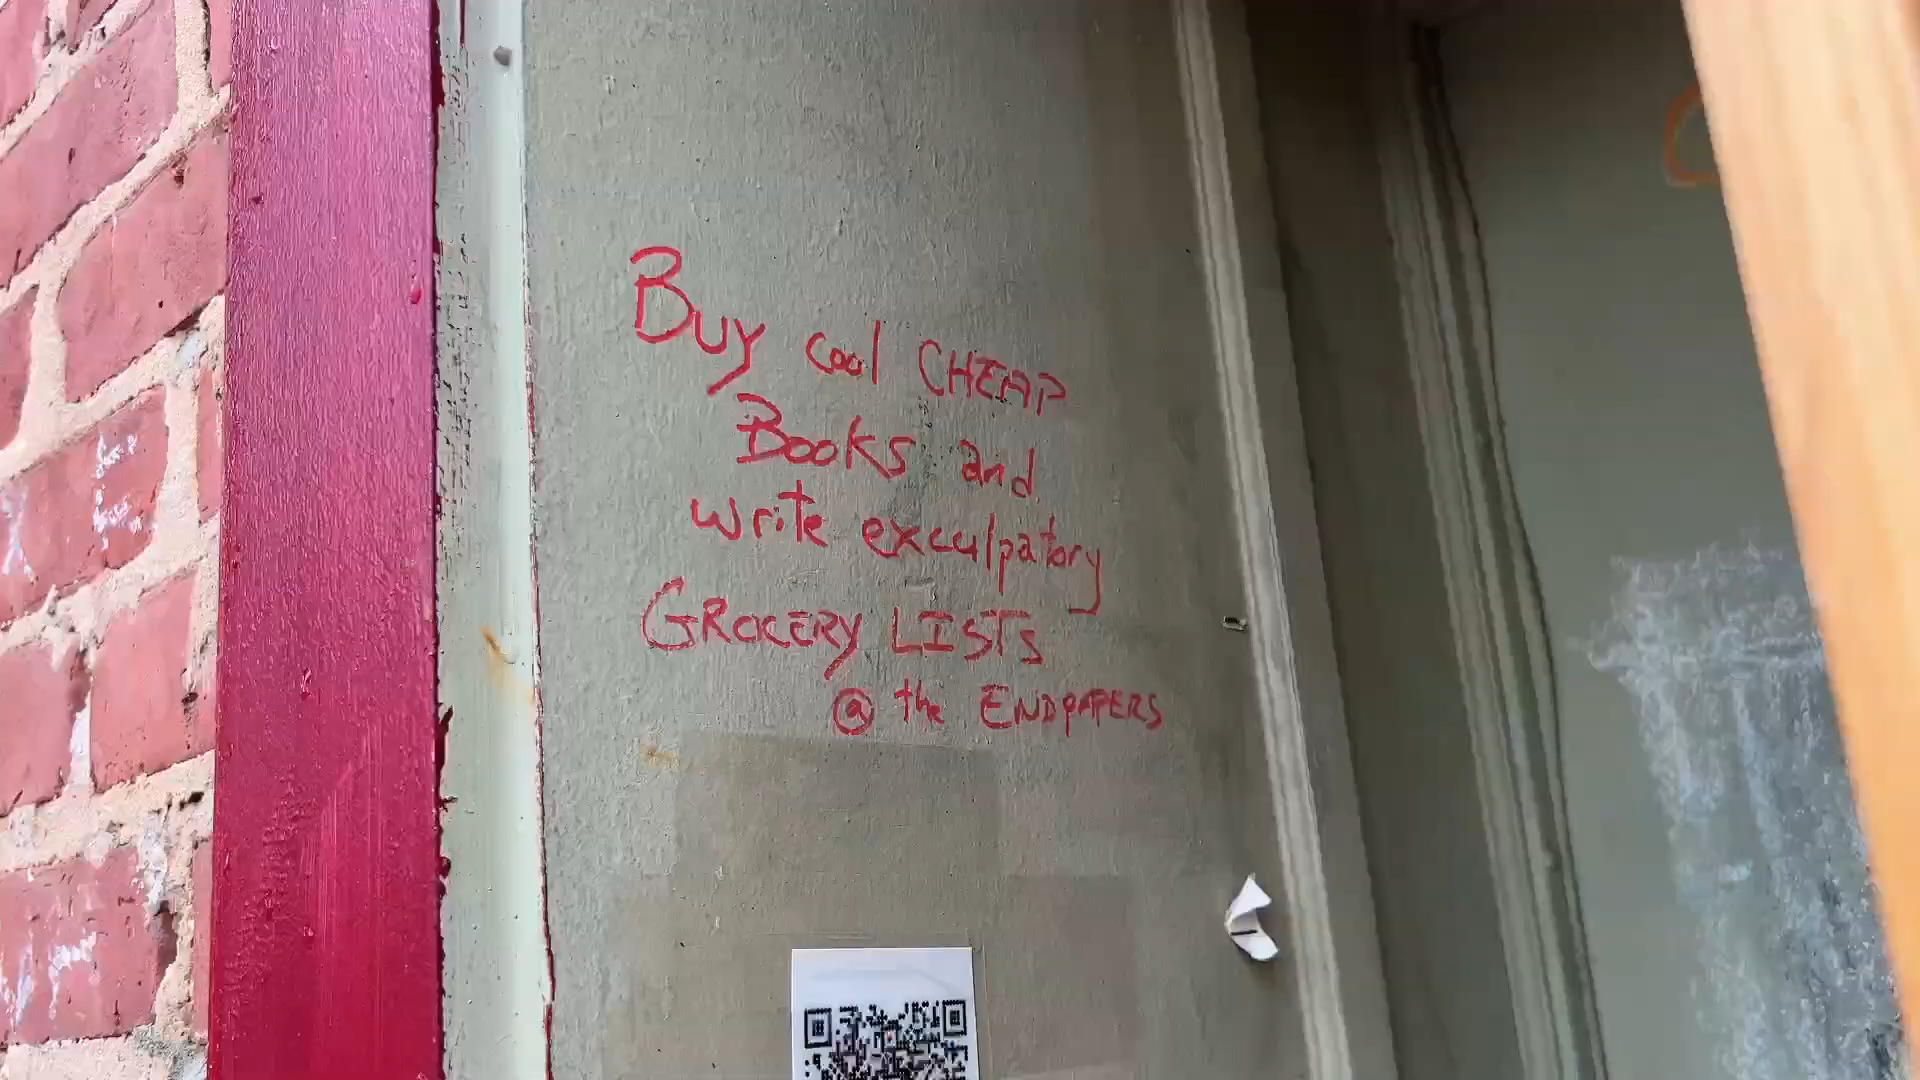 Buy cool CHEAP
Books and
write exculpatory
GROCERY LISTS
@ the ENDPAPERS